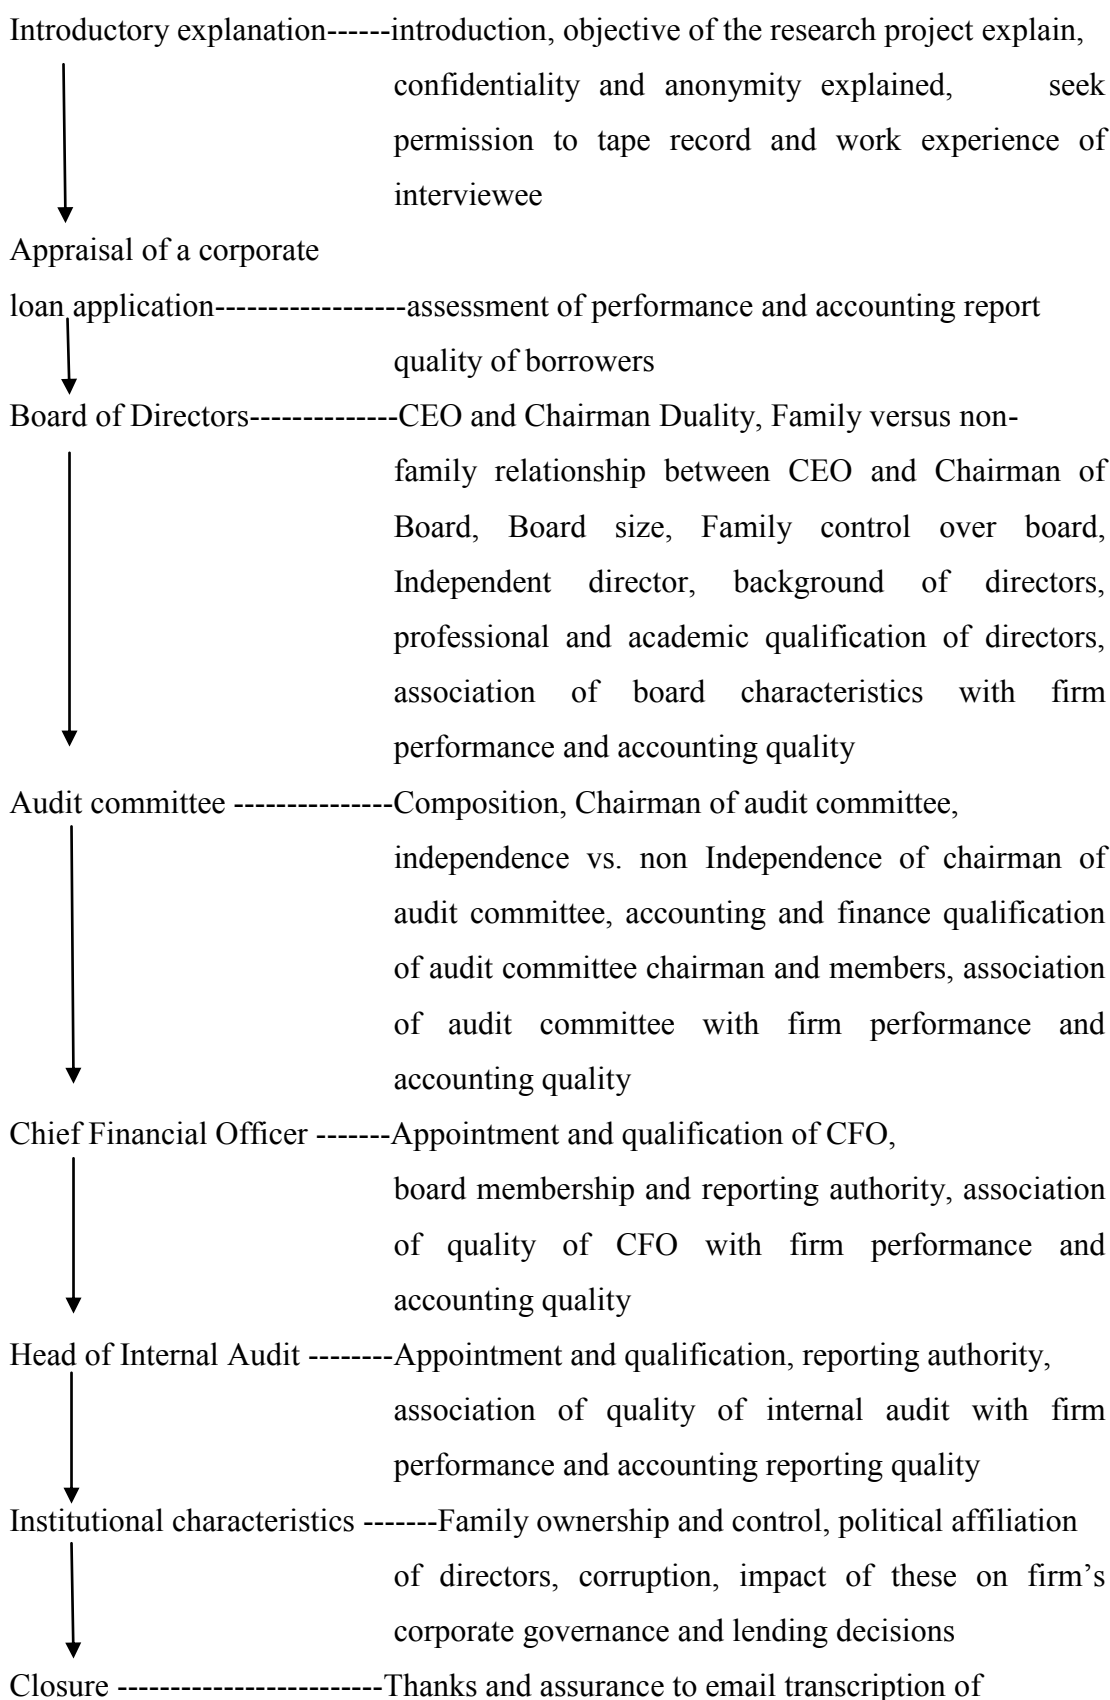 Introductory explanation------introduction, objective of the research project explain,
confidentiality and anonymity explained, seek
permission to tape record and work experience of
interviewee
Appraisal of a corporate
loan application------------------assessment of performance and accounting report
quality of borrowers
Board of Directors--------------CEO and Chairman Duality, Family versus non-
family relationship between CEO and Chairman of
Board, Board size, Family control over board,
Independent director, background of directors,
professional and academic qualification of directors,
association of board characteristics with firm
performance and accounting quality
Audit committee ---------------Composition, Chairman of audit committee,
independence vs. non Independence of chairman of
audit committee, accounting and finance qualification
of audit committee chairman and members, association
of audit committee with firm performance and
accounting quality
Chief Financial Officer -------Appointment and qualification of CFO,
board membership and reporting authority, association
of quality of CFO with firm performance and
accounting quality
Head of Internal Audit --------Appointment and qualification, reporting authority,
association of quality of internal audit with firm
performance and accounting reporting quality
Institutional characteristics -------Family ownership and control, political affiliation
of directors, corruption, impact of these on firm’s
corporate governance and lending decisions
Closure -------------------------Thanks and assurance to email transcription of